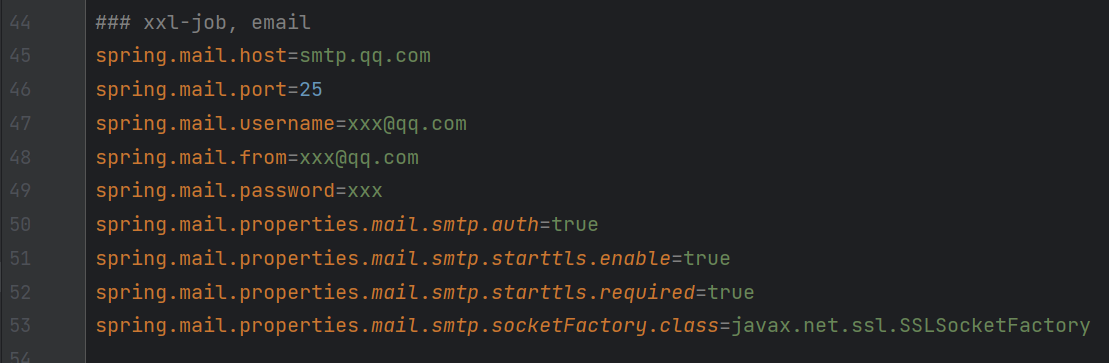 44 ### xxl-job, email
45 spring.mail.host=smtp.qq.com
46 spring.mail.port=25
47 spring.mail.username=xxx@qq.com
48 spring.mail.from=xxx@qq.com
49 spring.mail.password=xxx
50 spring.mail.properties.mail.smtp.auth=true
51 spring.mail.properties.mail.smtp.starttls.enable=true
52 spring.mail.properties.mail.smtp.starttls.required=true
53 spring.mail.properties.mail.smtp.socketFactory.class=javax.net.ssl.SSLSocketFactory
54